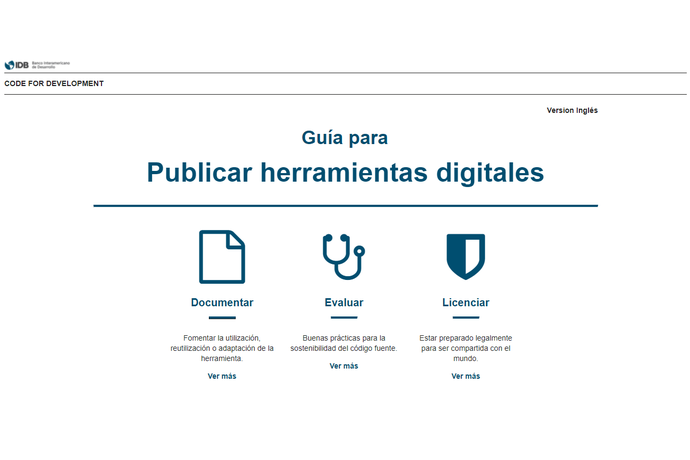 IDB Banco Interamericano
de Desarrollo
CODE FOR DEVELOPMENT
Version Inglés
Guía para
Publicar herramientas digitales
Documentar
Fomentar la utilización,
reutilización o adaptación de la
herramienta.
Ver más
Evaluar
Buenas prácticas para la
sostenibilidad del código fuente.
Ver más
Licenciar
Estar preparado legalmente
para ser compartida con el
mundo.
Ver más